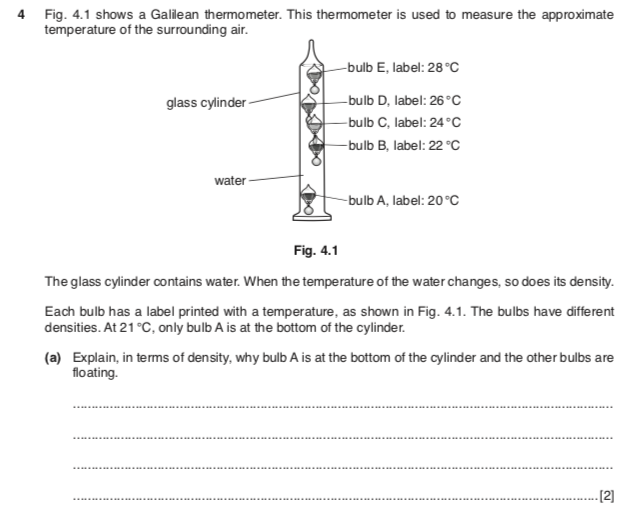 4 Fig. 4.1 shows a Galilean thermometer. This thermometer is used to measure the approximate
temperature of the surrounding air.
bulb E, label: 28 °C
glass cylinder
bulb D, label: 26 °C
bulb C, label: 24 °C
bulb B, label: 22 °C
water
bulb A, label: 20 °C
Fig. 4.1
The glass cylinder contains water. When the temperature of the water changes, so does its density.
Each bulb has a label printed with a temperature, as shown in Fig. 4.1. The bulbs have different
densities. At 21 °C, only bulb A is at the bottom of the cylinder.
(a) Explain, in terms of density, why bulb A is at the bottom of the cylinder and the other bulbs are
floating.
[2]